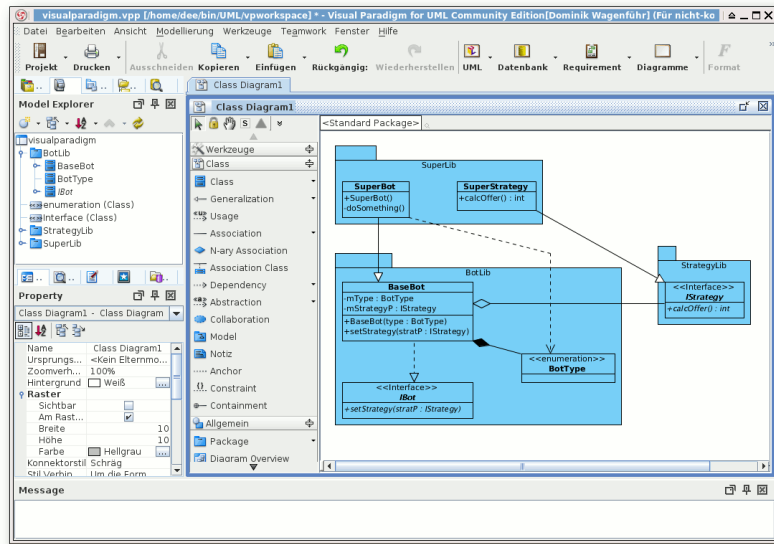 visualparadigm.vpp [/home/dee/bin/UML/vpworkspace] * - Visual Paradigm for UML Community Edition[Dominik Wagenführ] (Für nicht-ko
Datei Bearbeiten Ansicht Modellierung Werkzeuge Teamwork Fenster Hilfe
Projekt Drucken Ausschneiden Kopieren Einfügen Rückgängig: Wiederherstellen UML Datenbank Requirement Diagramme Format
Class Diagram1
Model Explorer
visualparadigm
BotLib
BaseBot
BotType
IBot
enumeration (Class)
Interface (Class)
StrategyLib
SuperLib
Property
Class Diagram1 - Class Diagram
Name Class Diagram1
Ursprungs... <Kein Elternmo...
Zoomverh... 100%
Hintergrund Weiß ...
Raster
Sichtbar
Am Rast...
Breite 10
Höhe 10
Farbe Hellgrau ...
Konnektorstil Schräg
Stil Verbin Um die Form
Class Diagram1
S
Werkzeuge
Class
Class
Generalization
Usage
Association
N-ary Association
Association Class
Dependency
Abstraction
Collaboration
Model
Notiz
Anchor
Constraint
Containment
Allgemein
Package
Diagram Overview
<Standard Package>
SuperLib
SuperBot
+SuperBot()
-doSomething()
SuperStrategy
+calcOffer() : int
StrategyLib
<<Interface>>
IStrategy
+calcOffer() : int
BotLib
BaseBot
-mType : BotType
-mStrategyP : IStrategy
+BaseBot(type : BotType)
+setStrategy(stratP : IStrategy)
<<enumeration>>
BotType
<<Interface>>
IBot
+setStrategy(stratP : IStrategy)
Message